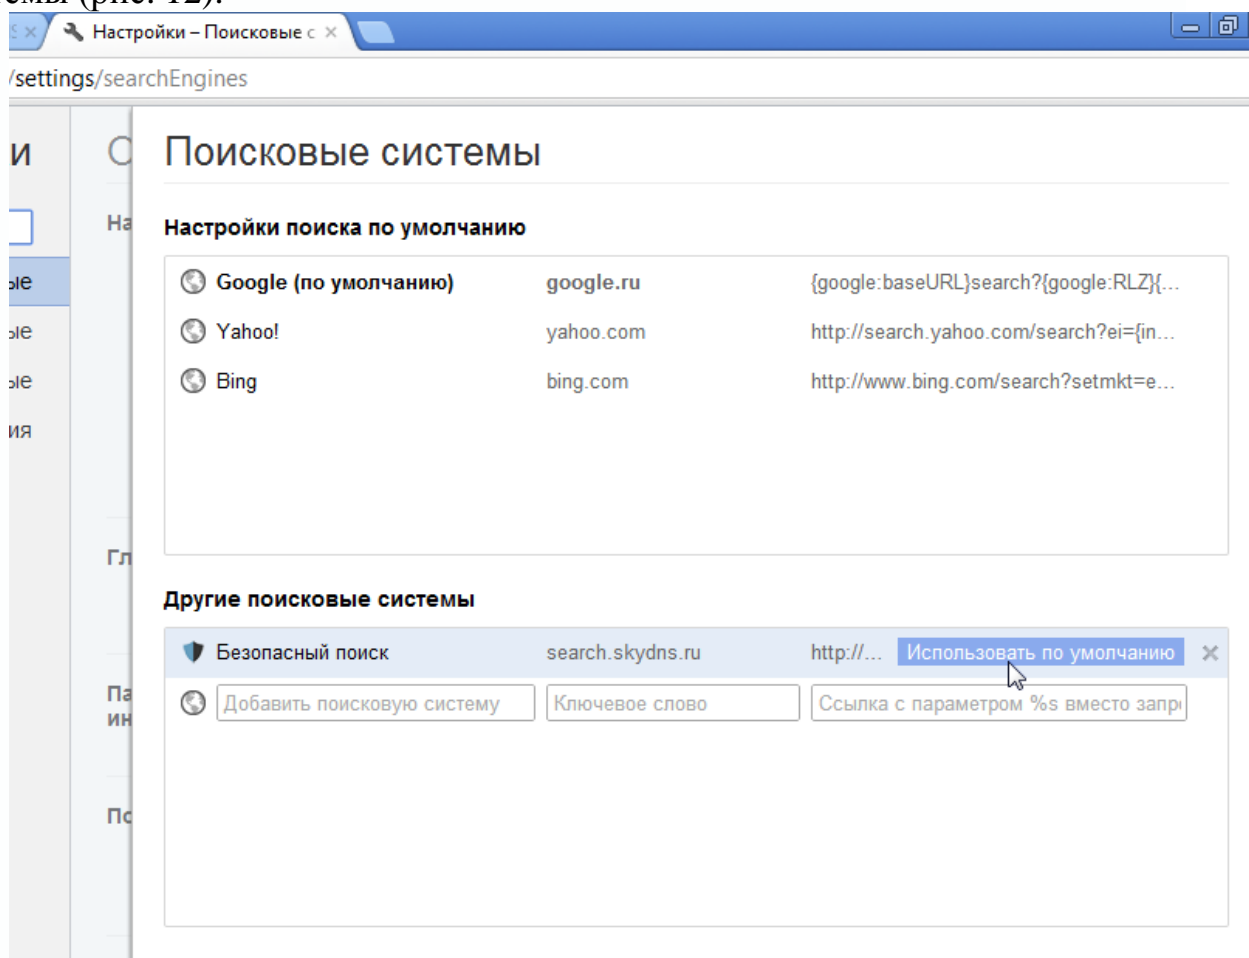 (рис. 12).
Настройки – Поисковые с
/settings/searchEngines
Поисковые системы
Настройки поиска по умолчанию
Google (по умолчанию) google.ru {google:baseURL}search?{google:RLZ}{...
Yahoo! yahoo.com http://search.yahoo.com/search?ei={in...
Bing bing.com http://www.bing.com/search?setmkt=e...
Другие поисковые системы
Безопасный поиск search.skydns.ru http://... Использовать по умолчанию
Добавить поисковую систему Ключевое слово Ссылка с параметром %s вместо запр